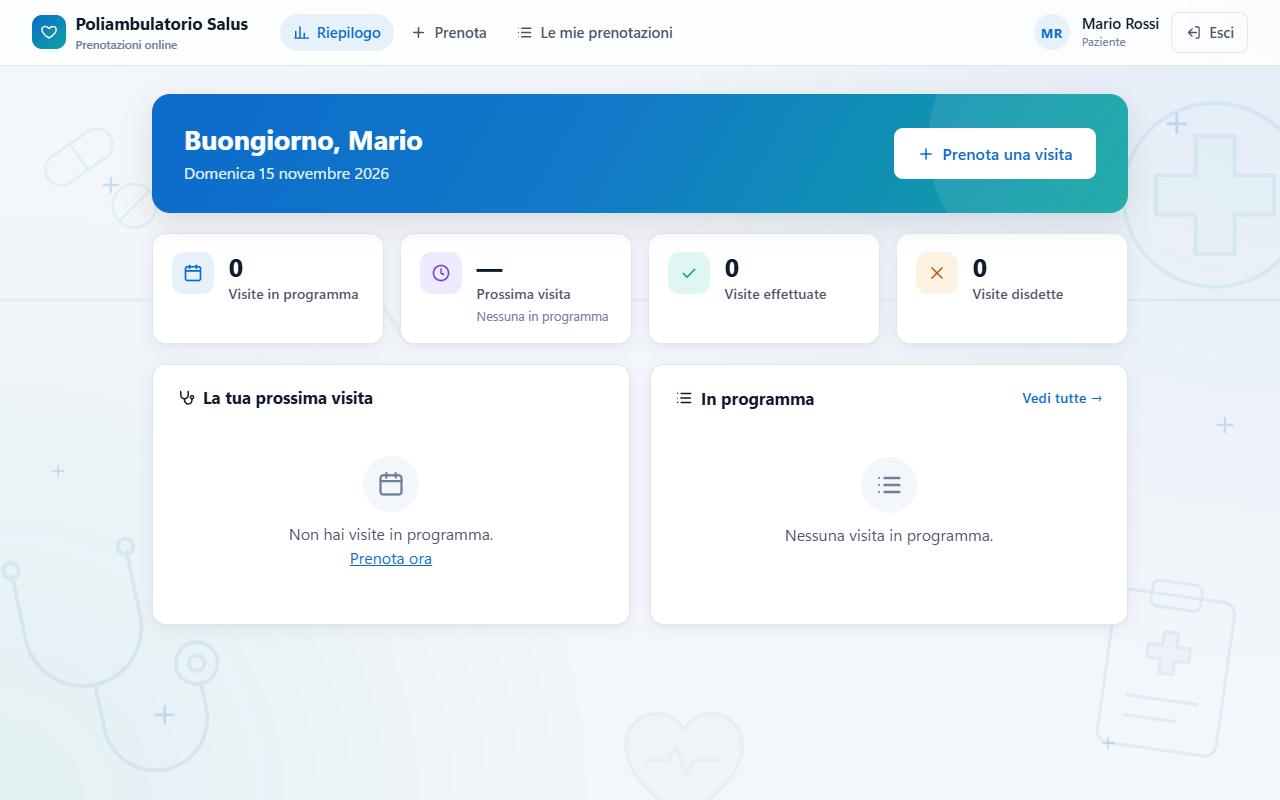 Poliambulatorio Salus
Prenotazioni online
Riepilogo
Prenota
Le mie prenotazioni
MR
Mario Rossi
Paziente
Esci
Buongiorno, Mario
Domenica 15 novembre 2026
Prenota una visita
0
Visite in programma
—
Prossima visita
Nessuna in programma
0
Visite effettuate
0
Visite disdette
La tua prossima visita
Non hai visite in programma.
Prenota ora
In programma
Vedi tutte →
Nessuna visita in programma.